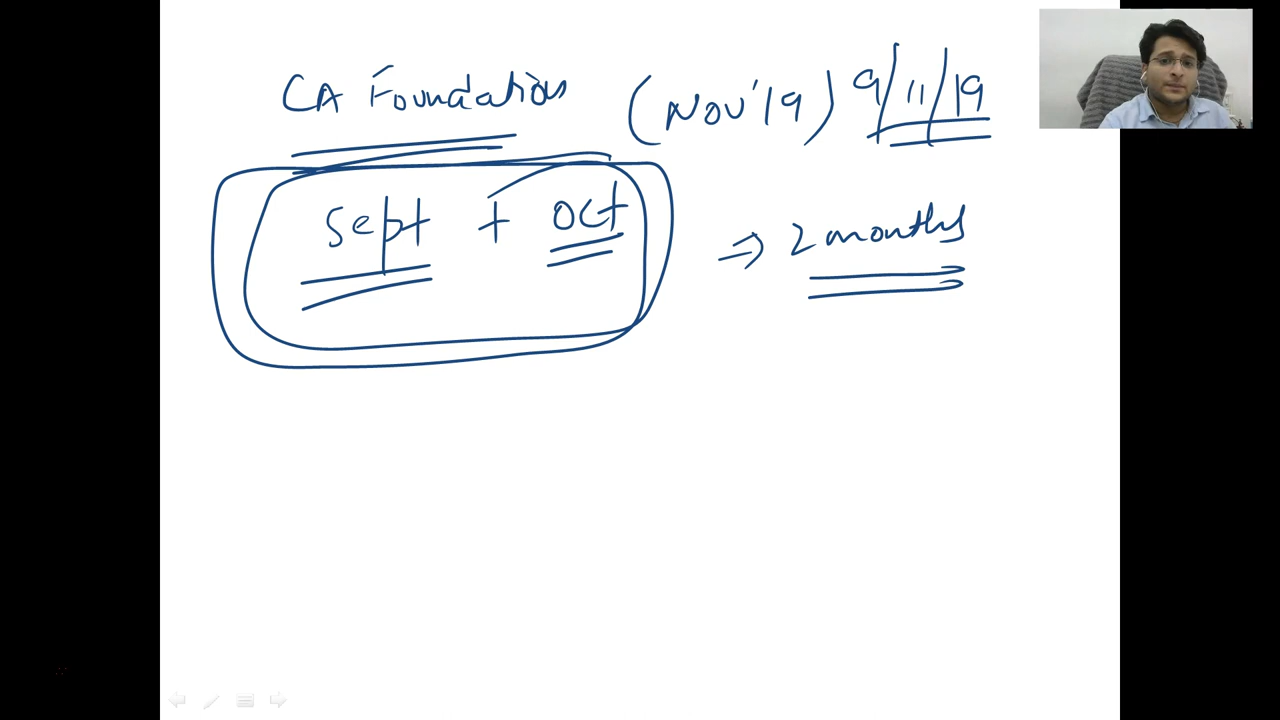 CA Foundation (Nov'19) 9/11/19
Sept + Oct ⇒ 2 months